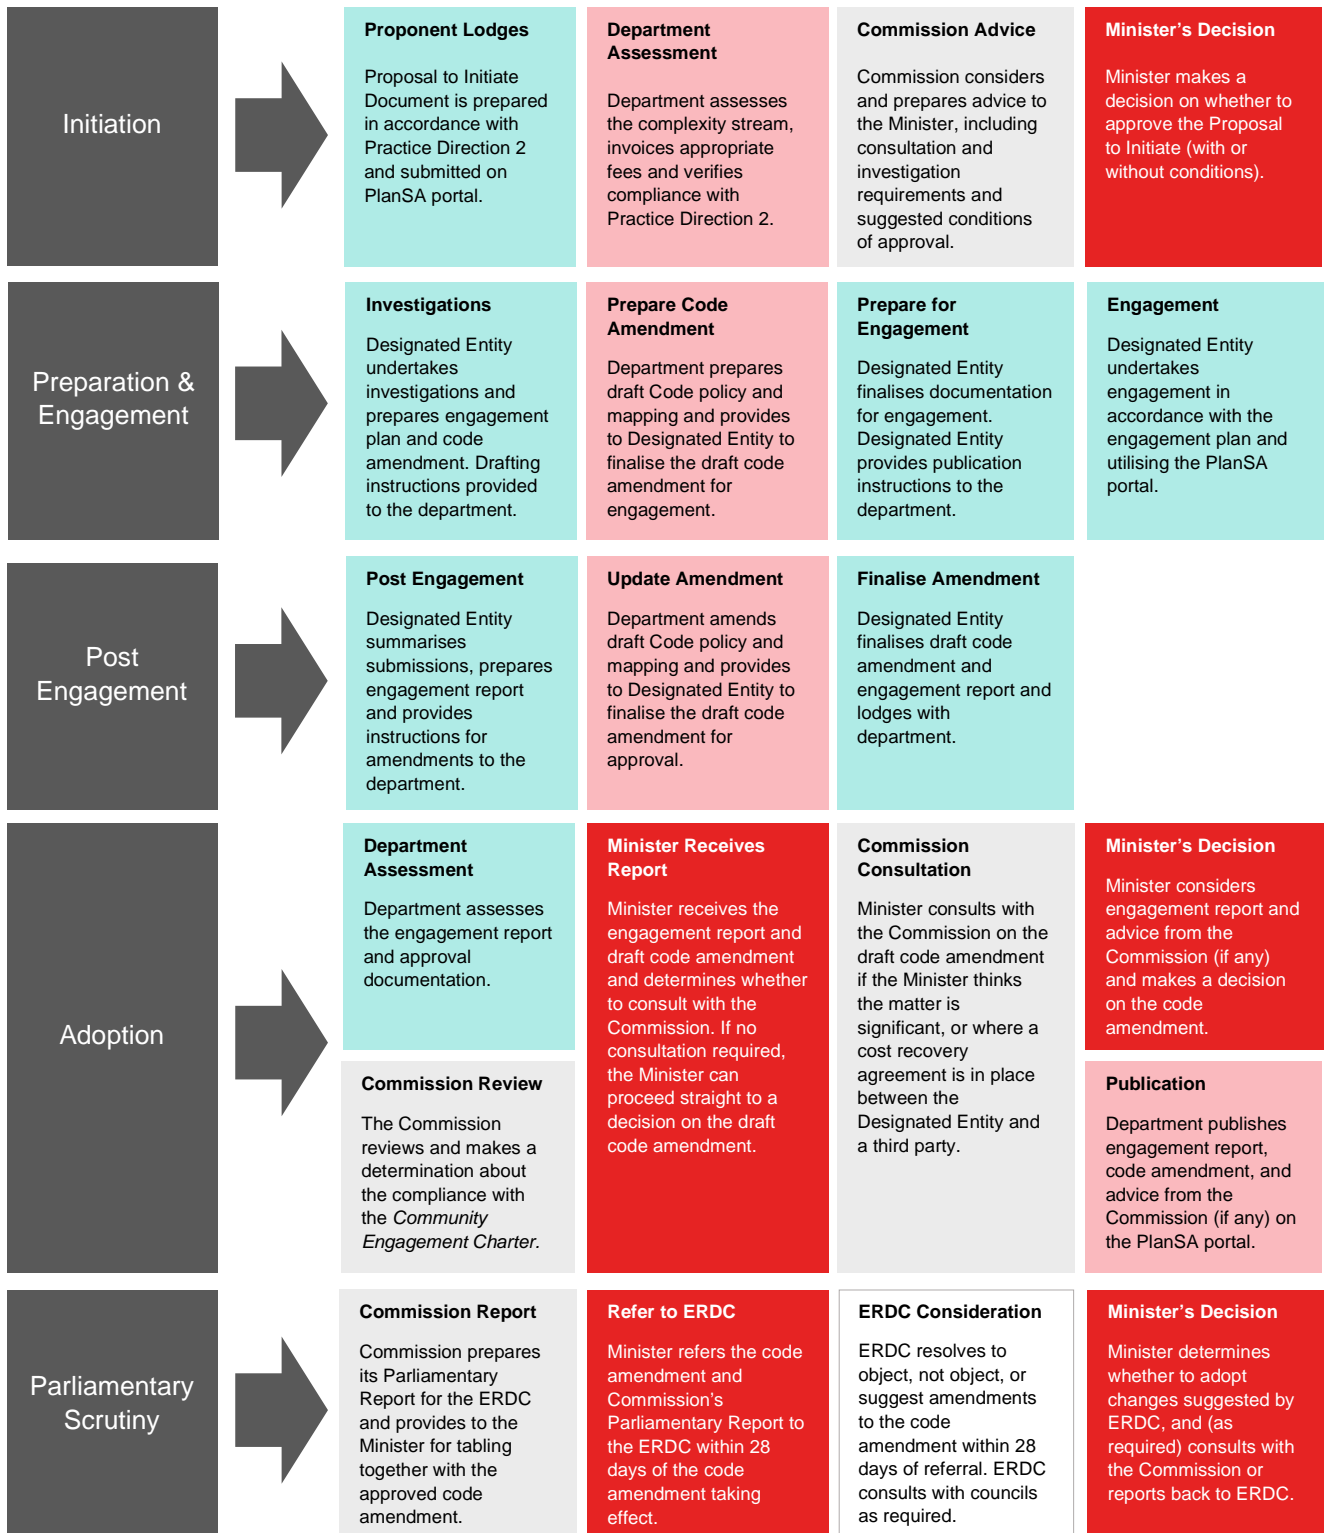 Initiation
Proponent Lodges
Proposal to Initiate
Document is prepared
in accordance with
Practice Direction 2
and submitted on
PlanSA portal.
Department
Assessment
Department assesses
the complexity stream,
invoices appropriate
fees and verifies
compliance with
Practice Direction 2.
Commission Advice
Commission considers
and prepares advice to
the Minister, including
consultation and
investigation
requirements and
suggested conditions
of approval.
Minister’s Decision
Minister makes a
decision on whether to
approve the Proposal
to Initiate (with or
without conditions).
Preparation &
Engagement
Investigations
Designated Entity
undertakes
investigations and
prepares engagement
plan and code
amendment. Drafting
instructions provided
to the department.
Prepare Code
Amendment
Department prepares
draft Code policy and
mapping and provides
to Designated Entity to
finalise the draft code
amendment for
engagement.
Prepare for
Engagement
Designated Entity
finalises documentation
for engagement.
Designated Entity
provides publication
instructions to the
department.
Engagement
Designated Entity
undertakes
engagement in
accordance with the
engagement plan and
utilising the PlanSA
portal.
Post
Engagement
Post Engagement
Designated Entity
summarises
submissions, prepares
engagement report
and provides
instructions for
amendments to the
department.
Update Amendment
Department amends
draft Code policy and
mapping and provides
to Designated Entity to
finalise the draft code
amendment for
approval.
Finalise Amendment
Designated Entity
finalises draft code
amendment and
engagement report and
lodges with
department.
Adoption
Department
Assessment
Department assesses
the engagement report
and approval
documentation.
Commission Review
The Commission
reviews and makes a
determination about
the compliance with
the Community
Engagement Charter.
Minister Receives
Report
Minister receives the
engagement report and
draft code amendment
and determines whether
to consult with the
Commission. If no
consultation required,
the Minister can
proceed straight to a
decision on the draft
code amendment.
Commission
Consultation
Minister consults with
the Commission on the
draft code amendment
if the Minister thinks
the matter is
significant, or where a
cost recovery
agreement is in place
between the
Designated Entity and
a third party.
Minister’s Decision
Minister considers
engagement report and
advice from the
Commission (if any)
and makes a decision
on the code
amendment.
Publication
Department publishes
engagement report,
code amendment, and
advice from the
Commission (if any) on
the PlanSA portal.
Parliamentary
Scrutiny
Commission Report
Commission prepares
its Parliamentary
Report for the ERDC
and provides to the
Minister for tabling
together with the
approved code
amendment.
Refer to ERDC
Minister refers the code
amendment and
Commission’s
Parliamentary Report to
the ERDC within 28
days of the code
amendment taking
effect.
ERDC Consideration
ERDC resolves to
object, not object, or
suggest amendments
to the code
amendment within 28
days of referral. ERDC
consults with councils
as required.
Minister’s Decision
Minister determines
whether to adopt
changes suggested by
ERDC, and (as
required) consults with
the Commission or
reports back to ERDC.